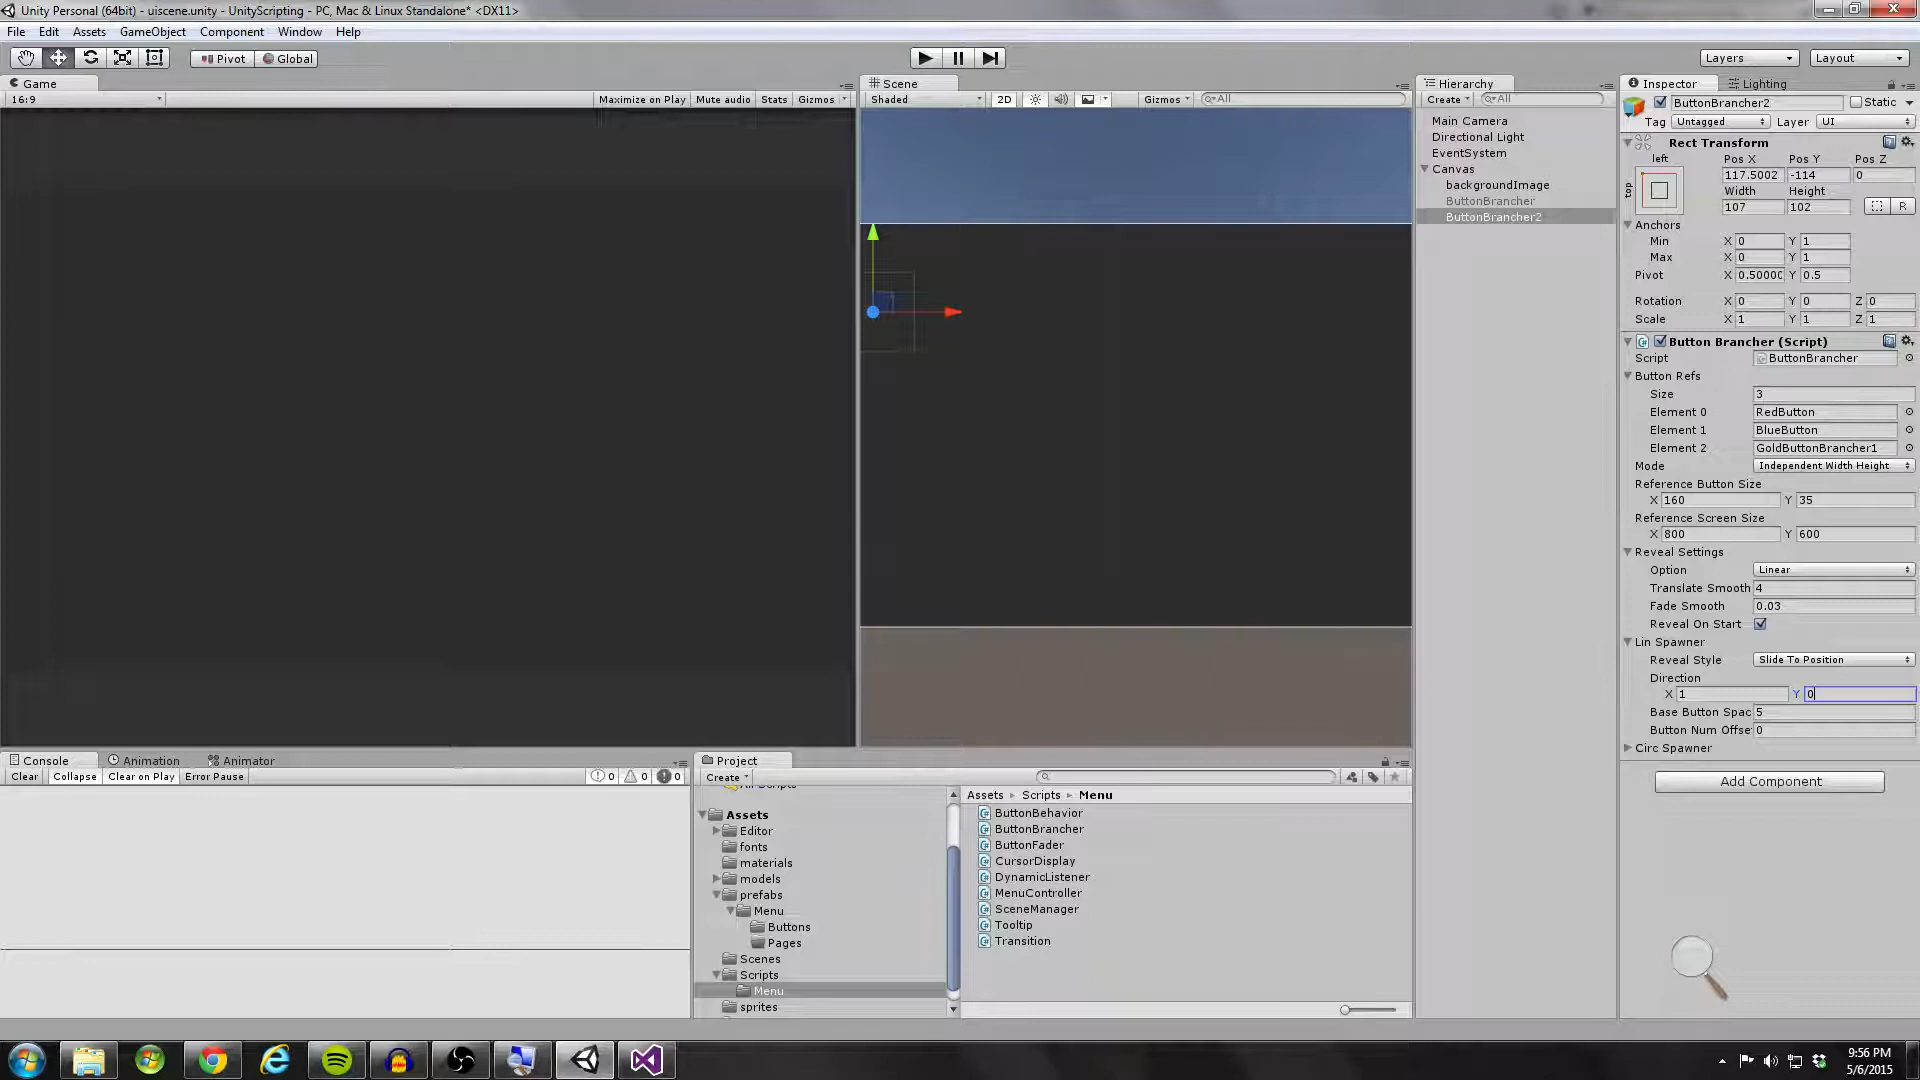 Unity Personal (64bit) - uiscene.unity - UnityScripting - PC, Mac & Linux Standalone* <DX11>
File Edit Assets GameObject Component Window Help
Pivot Global Layers Layout
Game Scene Hierarchy Inspector Lighting
16:9 Maximize on Play Mute audio Stats Gizmos Shaded 2D Gizmos All Create All
ButtonBrancher2 Static
Tag Untagged Layer UI
Main Camera
Directional Light
EventSystem
Canvas
backgroundImage
ButtonBrancher
ButtonBrancher2
Rect Transform
left Pos X Pos Y Pos Z
top 117.5002 -114 0
Width Height
107 102 R
Anchors
Min X 0 Y 1
Max X 0 Y 1
Pivot X 0.5000( Y 0.5
Rotation X 0 Y 0 Z 0
Scale X 1 Y 1 Z 1
Button Brancher (Script)
Script ButtonBrancher
Button Refs
Size 3
Element 0 RedButton
Element 1 BlueButton
Element 2 GoldButtonBrancher1
Mode Independent Width Height
Reference Button Size
X 160 Y 35
Reference Screen Size
X 800 Y 600
Reveal Settings
Option Linear
Translate Smooth 4
Fade Smooth 0.03
Reveal On Start
Lin Spawner
Reveal Style Slide To Position
Direction
X 1 Y 0
Base Button Spac 5
Button Num Offse 0
Circ Spawner
Add Component
Console Animation Animator
Clear Collapse Clear on Play Error Pause 0 0 0
Project
Create
Assets
Editor
fonts
materials
models
prefabs
Menu
Buttons
Pages
Scenes
Scripts
Menu
sprites
Assets Scripts Menu
ButtonBehavior
ButtonBrancher
ButtonFader
CursorDisplay
DynamicListener
MenuController
SceneManager
Tooltip
Transition
9:56 PM
5/6/2015